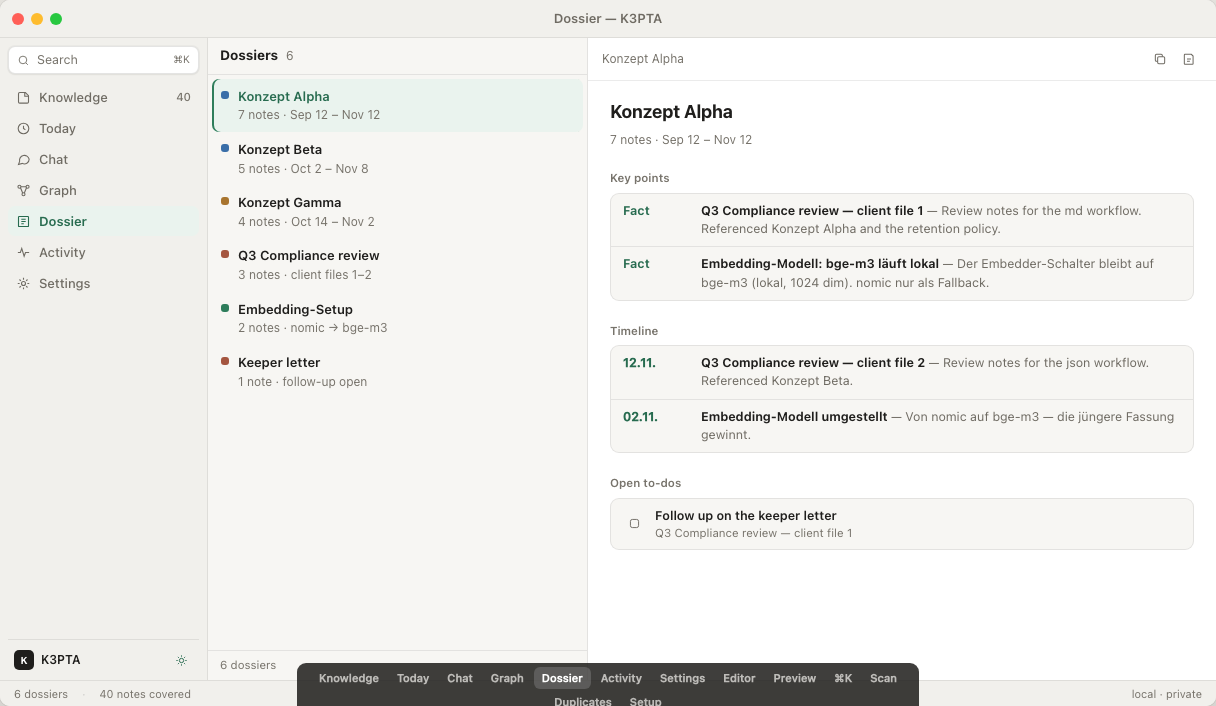 Dossier — K3PTA
Search ⌘K
Knowledge 40
Today
Chat
Graph
Dossier
Activity
Settings
K K3PTA
Dossiers 6
Konzept Alpha
7 notes · Sep 12 – Nov 12
Konzept Beta
5 notes · Oct 2 – Nov 8
Konzept Gamma
4 notes · Oct 14 – Nov 2
Q3 Compliance review
3 notes · client files 1–2
Embedding-Setup
2 notes · nomic → bge-m3
Keeper letter
1 note · follow-up open
6 dossiers
Konzept Alpha
Konzept Alpha
7 notes · Sep 12 – Nov 12
Key points
Fact Q3 Compliance review — client file 1 — Review notes for the md workflow.
Referenced Konzept Alpha and the retention policy.
Fact Embedding-Modell: bge-m3 läuft lokal — Der Embedder-Schalter bleibt auf
bge-m3 (lokal, 1024 dim). nomic nur als Fallback.
Timeline
12.11. Q3 Compliance review — client file 2 — Review notes for the json workflow.
Referenced Konzept Beta.
02.11. Embedding-Modell umgestellt — Von nomic auf bge-m3 — die jüngere Fassung
gewinnt.
Open to-dos
Follow up on the keeper letter
Q3 Compliance review — client file 1
Knowledge Today Chat Graph Dossier Activity Settings Editor Preview ⌘K Scan
Duplicates Setup
6 dossiers · 40 notes covered
local · private